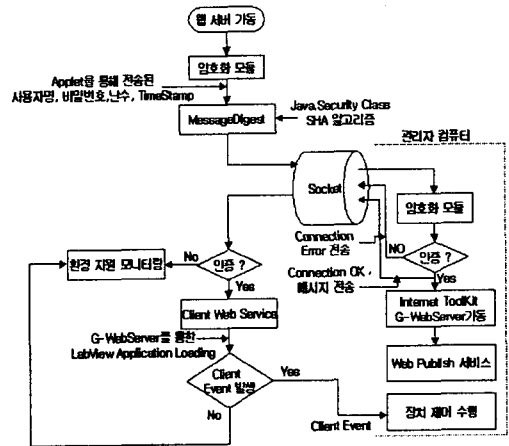 웹 서버 가동
암호화 모듈
Applet을 통해 전송된
사용자명, 비밀번호, 난수, TimeStamp
MessageDigest
Java.Security Class
SHA 알고리즘
관리자 컴퓨터
Socket
암호화 모듈
Connection
Error 전송
NO
인증 ?
Yes
Connection OK,
메시지 전송
환경 자원 모니터링
No
인증 ?
Yes
Internet ToolKit
G-WebServer가동
Client Web Service
G-WebServer를 통한
LabView Application Loading
Web Publish 서비스
Client
Event 발생
Yes
No
Client Event
장치 제어 수행